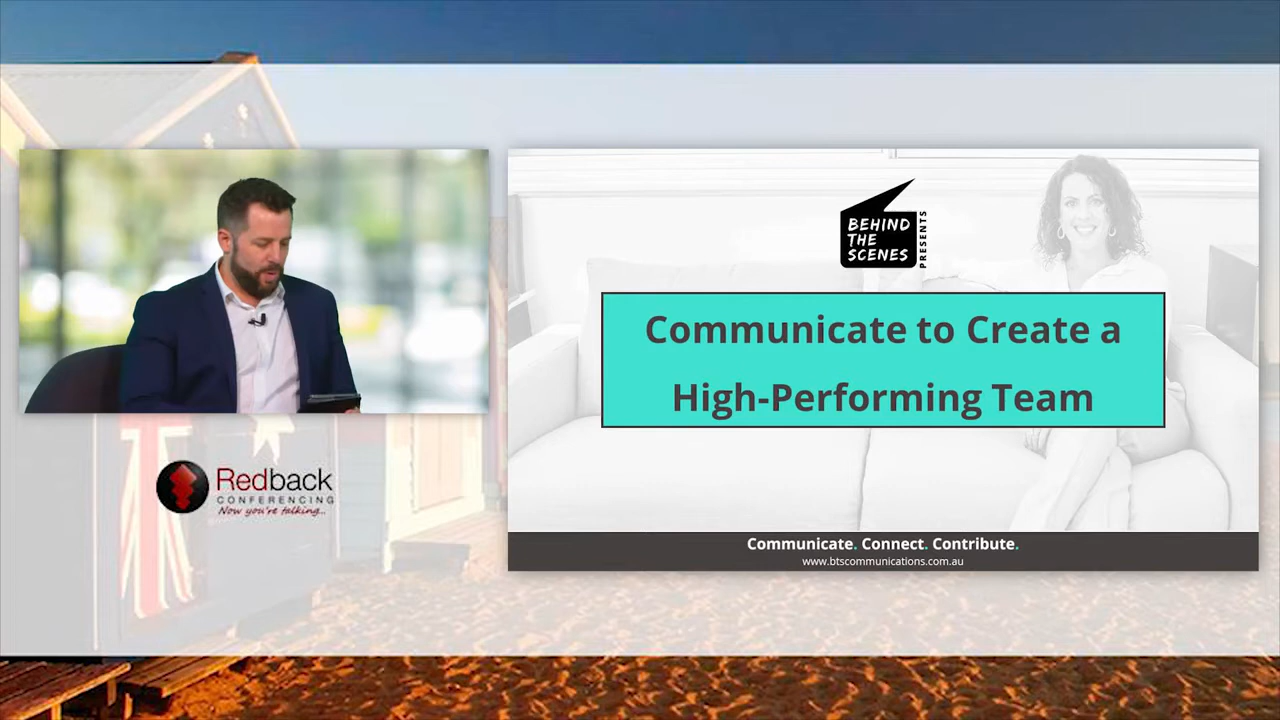 BEHIND
THE
SCENES
PRESENTS
Communicate to Create a
High-Performing Team
Redback
CONFERENCING
Now you're talking...
Communicate. Connect. Contribute.
www.btscommunications.com.au